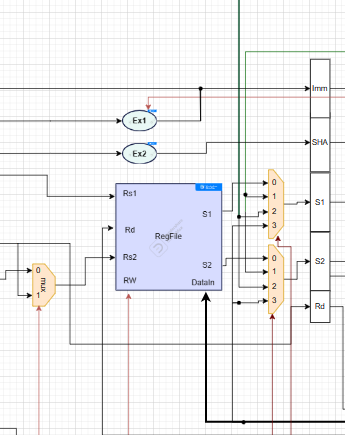 Imm
Ex1
Ex2
SHA
Rs1
S1
Rd
RegFile
Rs2
S2
RW
DataIn
0
1
2
3
0
1
2
3
S1
S2
Rd
0
mux
1